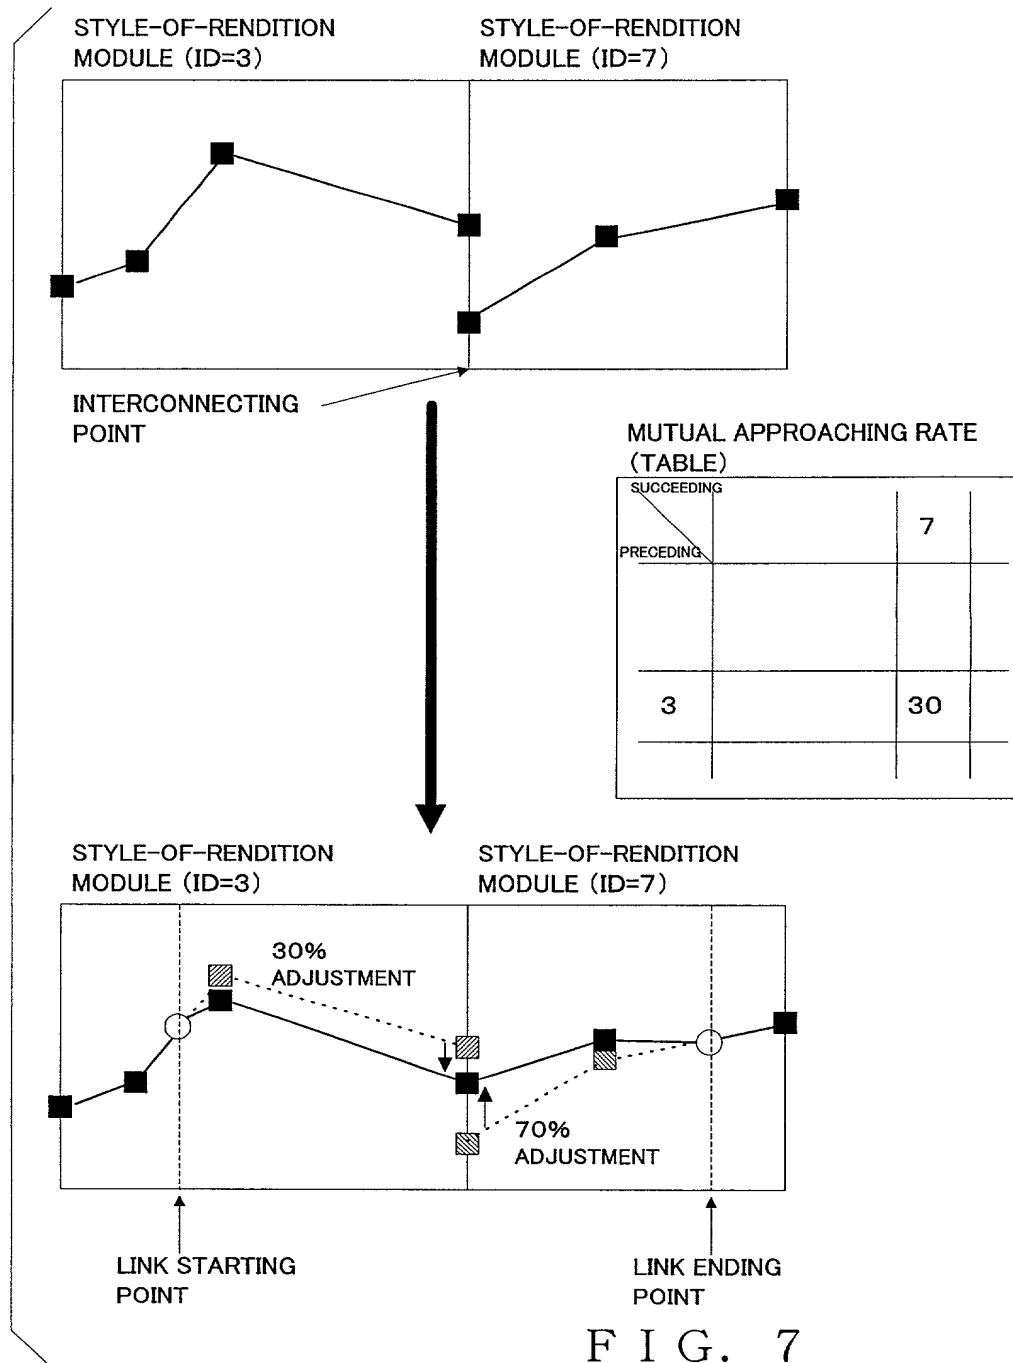 STYLE-OF-RENDITION
MODULE (ID=3)
STYLE-OF-RENDITION
MODULE (ID=7)
INTERCONNECTING
POINT
MUTUAL APPROACHING RATE
(TABLE)
SUCCEEDING
PRECEDING
7
3
30
STYLE-OF-RENDITION
MODULE (ID=3)
STYLE-OF-RENDITION
MODULE (ID=7)
30%
ADJUSTMENT
70%
ADJUSTMENT
LINK STARTING
POINT
LINK ENDING
POINT
FIG. 7